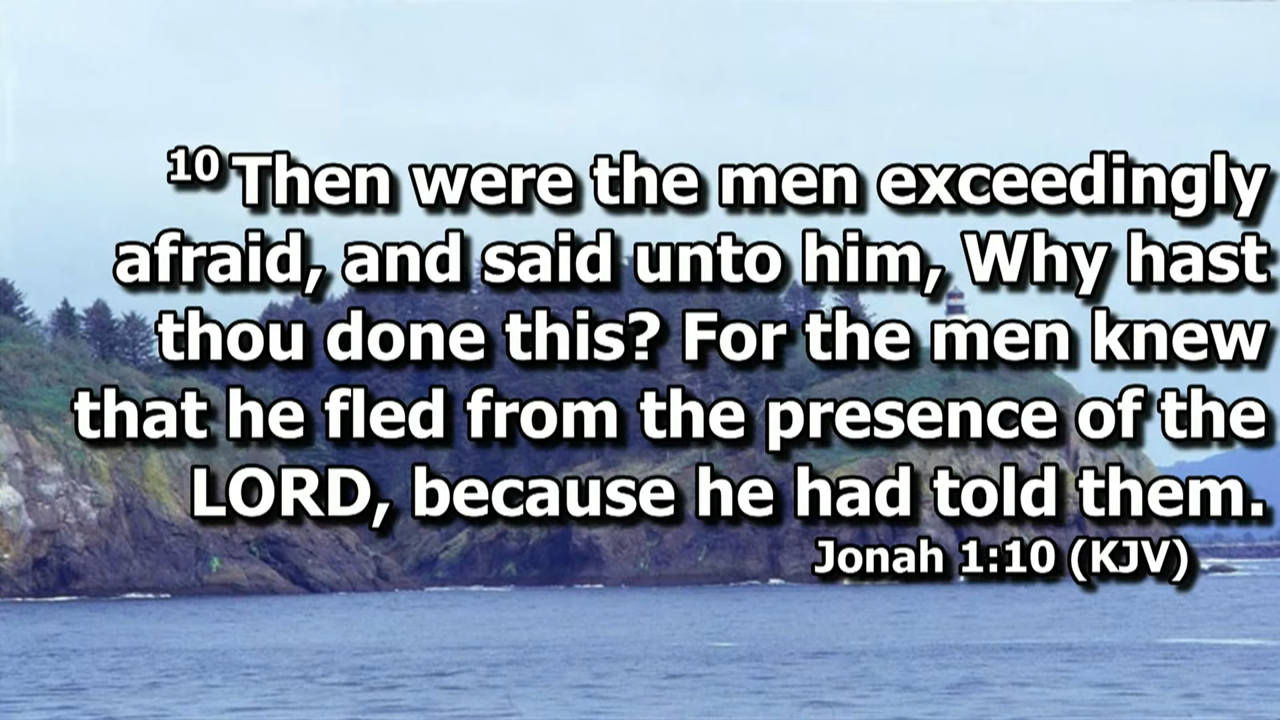 10 Then were the men exceedingly
afraid, and said unto him, Why hast
thou done this? For the men knew
that he fled from the presence of the
LORD, because he had told them.
Jonah 1:10 (KJV)